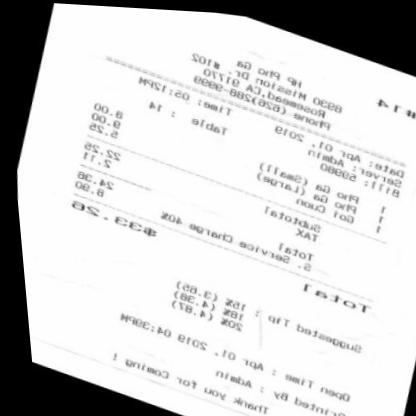 #14
HP Pho Ga
8930 Mission Dr. #102
Rosemead,CA 91770
Phone (626)288-9999
Date: Apr 01, 2019 Time: 05:12PM
Server: Admin
Bill: 59980 Table : 14
1 Pho Ga (Small) 8.00
1 Pho Ga (Large) 9.00
1 Goi Cuon 5.25
Subtotal 22.25
TAX 2.11
Total 24.36
S. Service Charge 40% 8.90
Total $33.26
Suggested Tip : 15% (3.65)
18% (4.38)
20% (4.87)
Open Time : Apr 01, 2019 04:39PM
rinted By : Admin
Thank you for Coming !